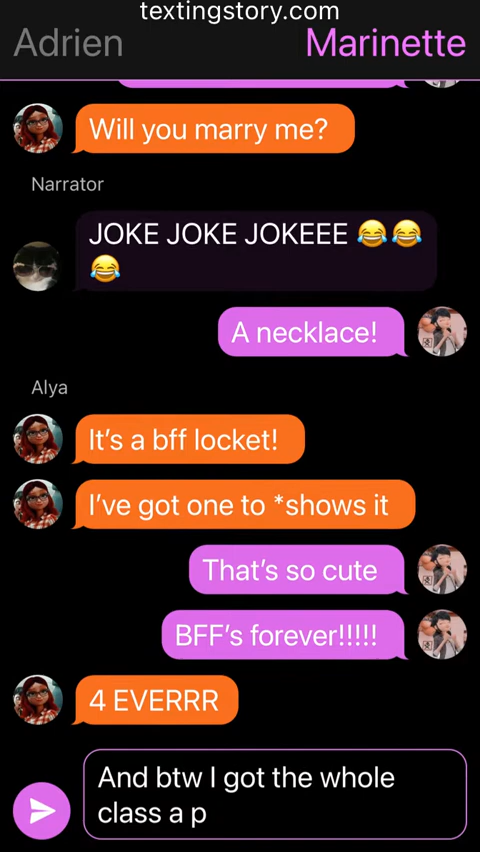 textingstory.com
Adrien
Marinette
Will you marry me?
Narrator
JOKE JOKE JOKEEE 😂😂
😂
A necklace!
Alya
It's a bff locket!
I've got one to *shows it
That's so cute
BFF's forever!!!!!
4 EVERRR
And btw I got the whole
class a p